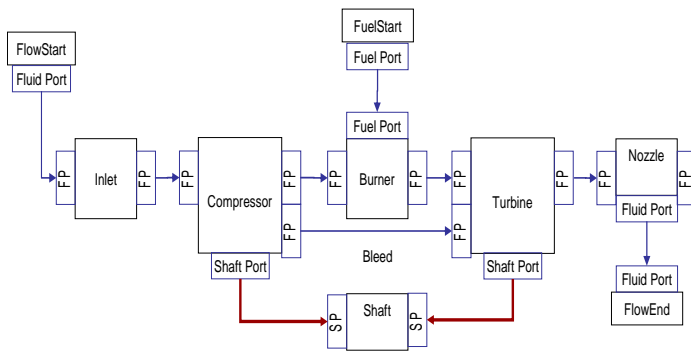 FlowStart
Fluid Port
FuelStart
Fuel Port
Fuel Port
FP
Inlet
FP
FP
Compressor
FP
FP
Shaft Port
FP
Burner
FP
FP
FP
Turbine
FP
Shaft Port
FP
Nozzle
FP
Fluid Port
Bleed
SP
Shaft
SP
Fluid Port
FlowEnd